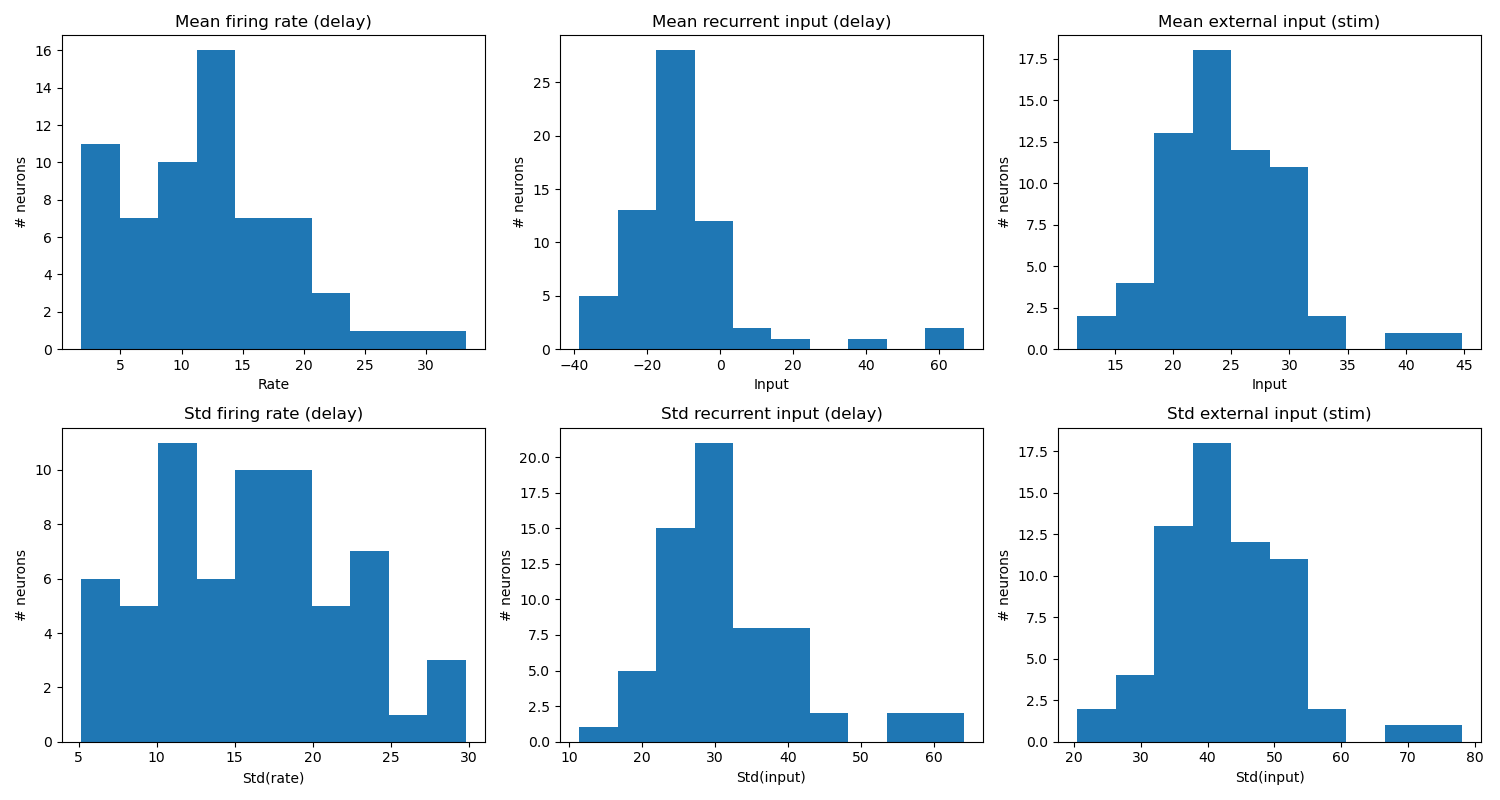 Mean firing rate (delay)
16
14
12
10
8
6
4
2
0
# neurons
5 10 15 20 25 30
Rate
Mean recurrent input (delay)
25
20
15
10
5
0
# neurons
−40 −20 0 20 40 60
Input
Mean external input (stim)
17.5
15.0
12.5
10.0
7.5
5.0
2.5
0.0
# neurons
15 20 25 30 35 40 45
Input
Std firing rate (delay)
10
8
6
4
2
0
# neurons
5 10 15 20 25 30
Std(rate)
Std recurrent input (delay)
20.0
17.5
15.0
12.5
10.0
7.5
5.0
2.5
0.0
# neurons
10 20 30 40 50 60
Std(input)
Std external input (stim)
17.5
15.0
12.5
10.0
7.5
5.0
2.5
0.0
# neurons
20 30 40 50 60 70 80
Std(input)